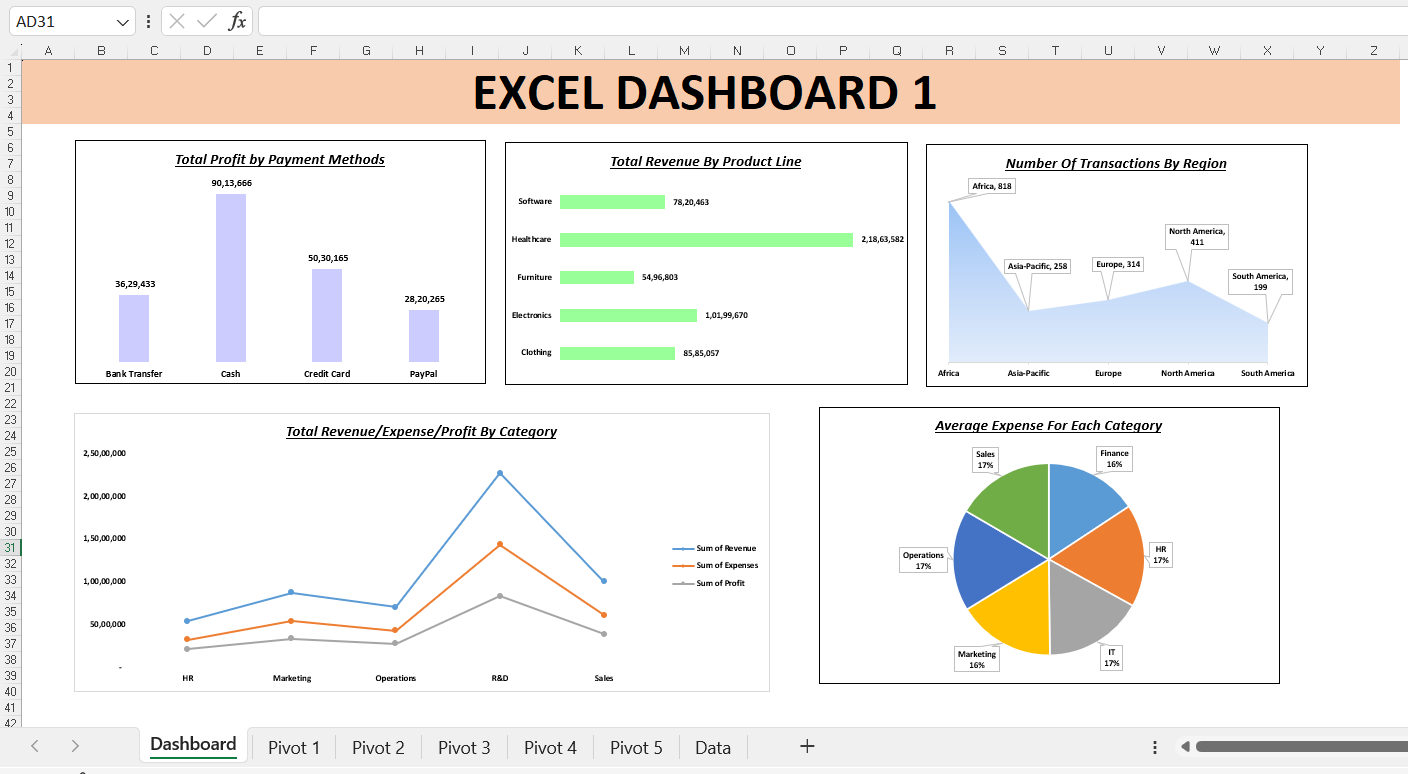 AD31
fx
A B C D E F G H I J K L M N O P Q R S T U V W X Y Z
1
2
3
4
5
6
7
8
9
10
11
12
13
14
15
16
17
18
19
20
21
22
23
24
25
26
27
28
29
30
31
32
33
34
35
36
37
38
39
40
41
42
EXCEL DASHBOARD 1
Total Profit by Payment Methods
90,13,666
50,30,165
36,29,433
28,20,265
Bank Transfer Cash Credit Card PayPal
Total Revenue By Product Line
Software 78,20,463
Healthcare 2,18,63,582
Furniture 54,96,803
Electronics 1,01,99,670
Clothing 85,85,057
Number Of Transactions By Region
Africa, 818
North America,
411
Asia-Pacific, 258
Europe, 314
South America,
199
Africa Asia-Pacific Europe North America South America
Total Revenue/Expense/Profit By Category
2,50,00,000
2,00,00,000
1,50,00,000
1,00,00,000
50,00,000
-
HR Marketing Operations R&D Sales
Sum of Revenue
Sum of Expenses
Sum of Profit
Average Expense For Each Category
Sales
17%
Finance
16%
Operations
17%
HR
17%
Marketing
16%
IT
17%
Dashboard Pivot 1 Pivot 2 Pivot 3 Pivot 4 Pivot 5 Data